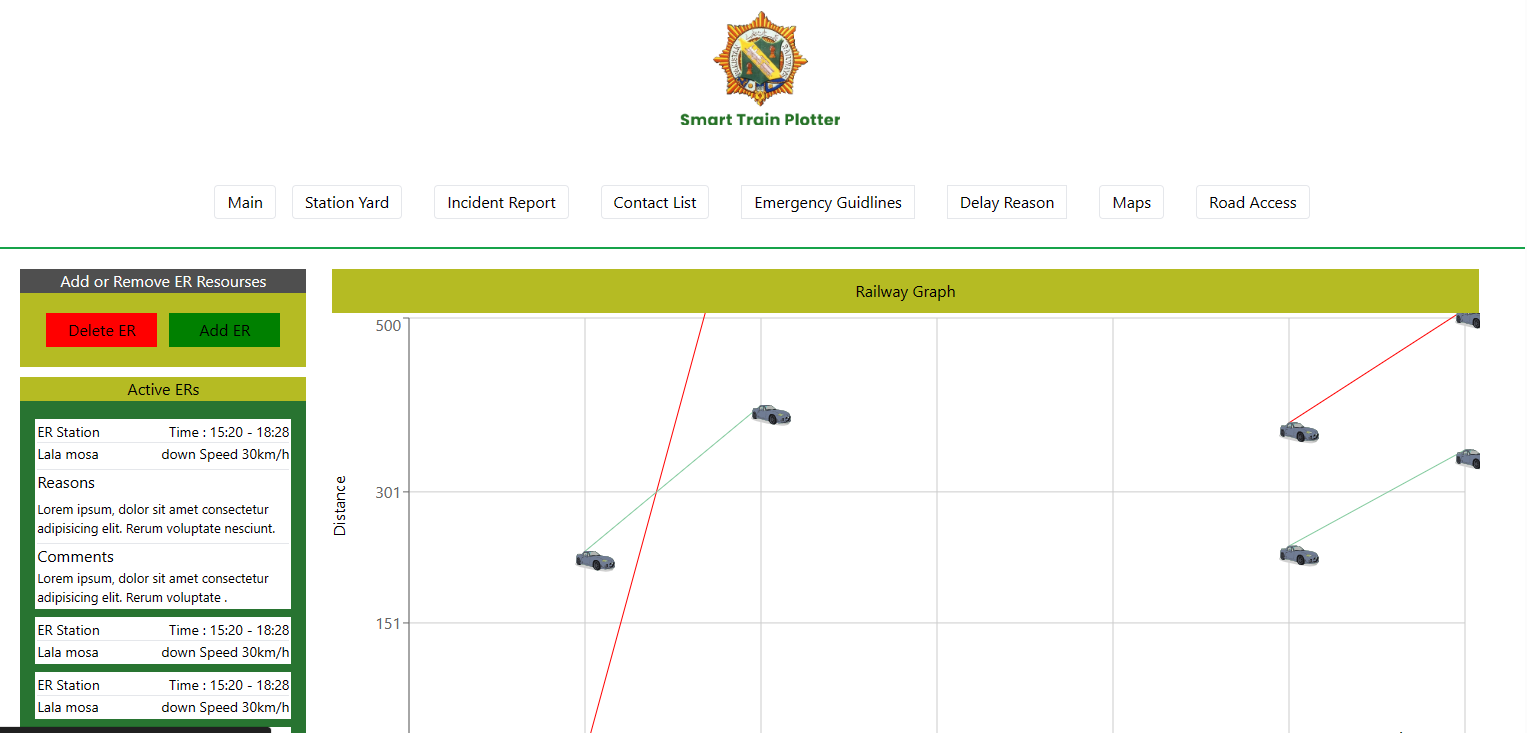 Smart Train Plotter
Main
Station Yard
Incident Report
Contact List
Emergency Guidlines
Delay Reason
Maps
Road Access
Add or Remove ER Resourses
Delete ER
Add ER
Active ERs
ER Station Time : 15:20 - 18:28
Lala mosa down Speed 30km/h
Reasons
Lorem ipsum, dolor sit amet consectetur
adipisicing elit. Rerum voluptate nesciunt.
Comments
Lorem ipsum, dolor sit amet consectetur
adipisicing elit. Rerum voluptate .
ER Station Time : 15:20 - 18:28
Lala mosa down Speed 30km/h
ER Station Time : 15:20 - 18:28
Lala mosa down Speed 30km/h
Railway Graph
500
301
151
Distance